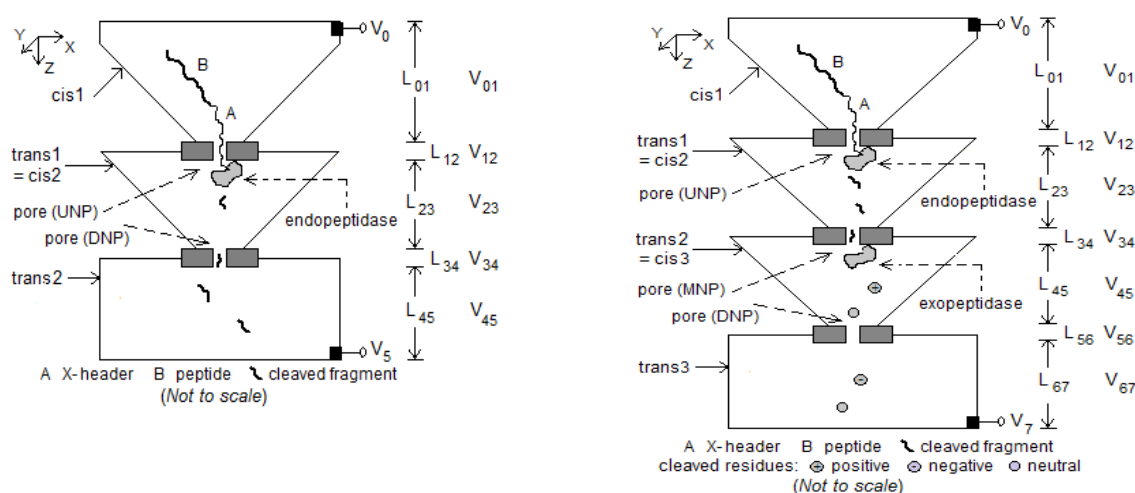 V0
Y
X
Z
B
cis1
A
L01 V01
trans1
= cis2
L12 V12
pore (UNP)
endopeptidase
L23 V23
pore (DNP)
trans2
L34 V34
L45 V45
V5
A X-header B peptide cleaved fragment
(Not to scale)
V0
Y
X
Z
B
cis1
A
L01 V01
trans1
= cis2
L12 V12
pore (UNP)
endopeptidase
L23 V23
trans2
= cis3
L34 V34
pore (MNP)
exopeptidase
L45 V45
pore (DNP)
L56 V56
trans3
L67 V67
V7
A X-header B peptide cleaved fragment
cleaved residues: + positive - negative neutral
(Not to scale)